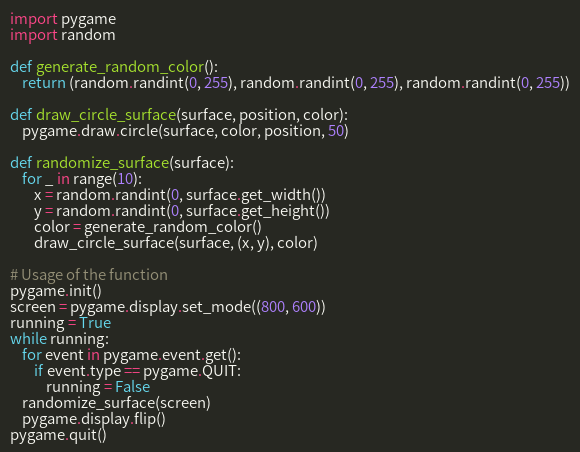 import pygame
import random

def generate_random_color():
    return (random.randint(0, 255), random.randint(0, 255), random.randint(0, 255))

def draw_circle_surface(surface, position, color):
    pygame.draw.circle(surface, color, position, 50)

def randomize_surface(surface):
    for _ in range(10):
        x = random.randint(0, surface.get_width())
        y = random.randint(0, surface.get_height())
        color = generate_random_color()
        draw_circle_surface(surface, (x, y), color)

# Usage of the function
pygame.init()
screen = pygame.display.set_mode((800, 600))
running = True
while running:
    for event in pygame.event.get():
        if event.type == pygame.QUIT:
            running = False
    randomize_surface(screen)
    pygame.display.flip()
pygame.quit()